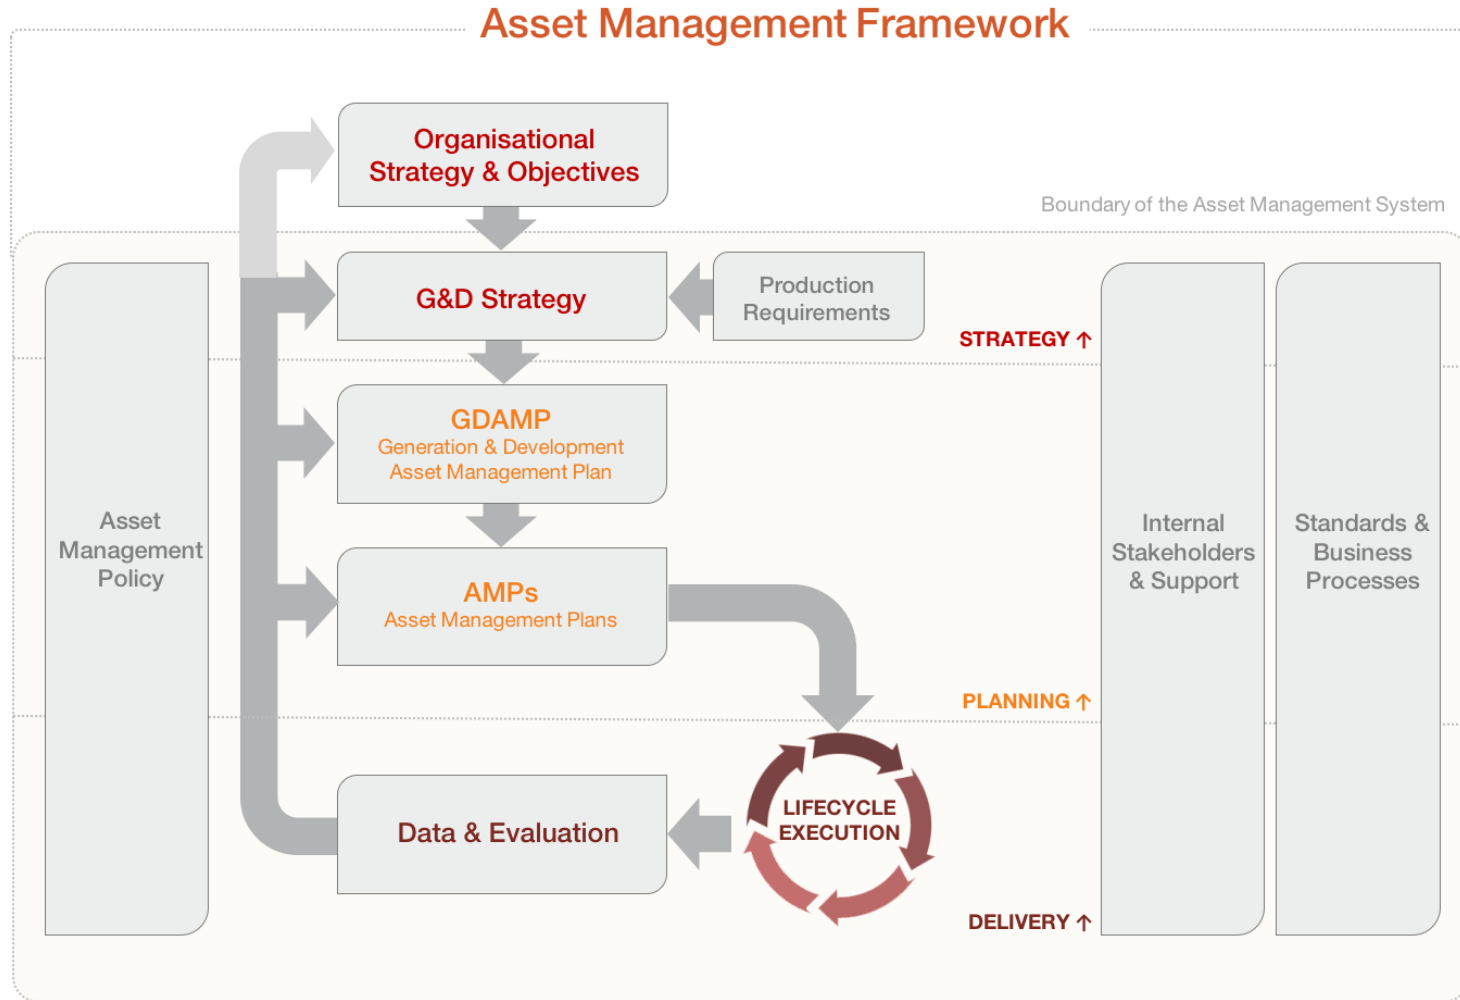 Asset Management Framework
Organisational
Strategy & Objectives
Boundary of the Asset Management System
G&D Strategy
Production
Requirements
STRATEGY ↑
GDAMP
Generation & Development
Asset Management Plan
Asset
Management
Policy
Internal
Stakeholders
& Support
Standards &
Business
Processes
AMPs
Asset Management Plans
PLANNING ↑
LIFECYCLE
EXECUTION
Data & Evaluation
DELIVERY ↑